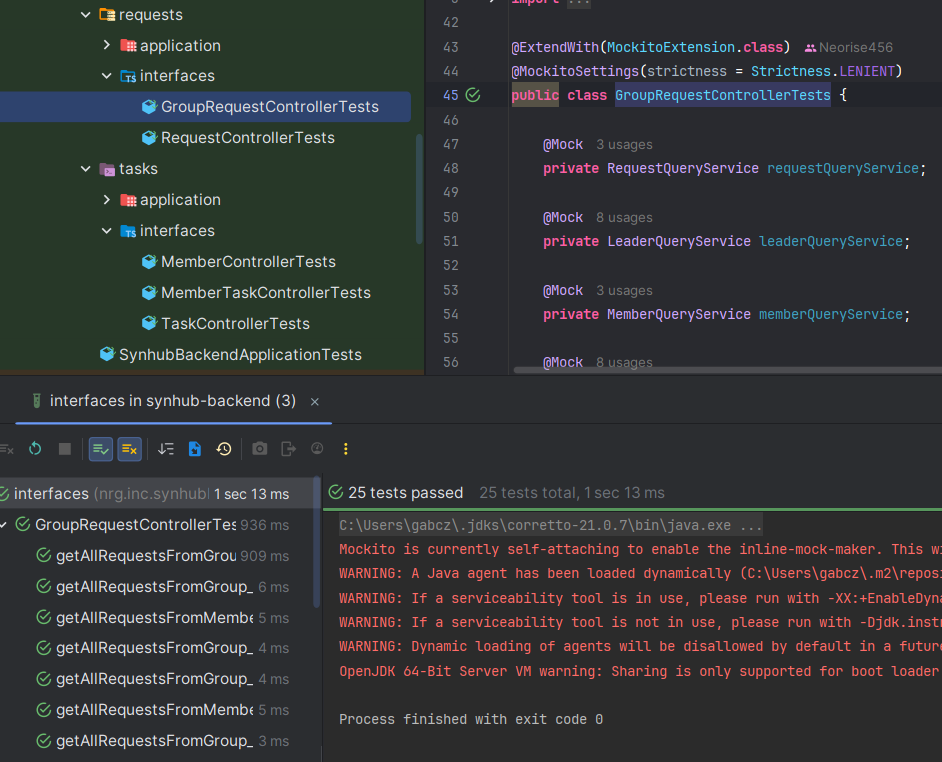 requests
application
interfaces
GroupRequestControllerTests
RequestControllerTests
tasks
application
interfaces
MemberControllerTests
MemberTaskControllerTests
TaskControllerTests
SynhubBackendApplicationTests
import ...
42
43 @ExtendWith(MockitoExtension.class) Neorise456
44 @MockitoSettings(strictness = Strictness.LENIENT)
45 public class GroupRequestControllerTests {
46
47 @Mock 3 usages
48 private RequestQueryService requestQueryService;
49
50 @Mock 8 usages
51 private LeaderQueryService leaderQueryService;
52
53 @Mock 3 usages
54 private MemberQueryService memberQueryService;
55
56 @Mock 8 usages
interfaces in synhub-backend (3)
interfaces (nrg.inc.synhubl 1 sec 13 ms
GroupRequestControllerTes 936 ms
getAllRequestsFromGrou 909 ms
getAllRequestsFromGroup_ 6 ms
getAllRequestsFromMembe 5 ms
getAllRequestsFromGroup_ 4 ms
getAllRequestsFromGroup_ 4 ms
getAllRequestsFromMembe 5 ms
getAllRequestsFromGroup_ 3 ms
25 tests passed 25 tests total, 1 sec 13 ms
C:\Users\gabcz\.jdks\corretto-21.0.7\bin\java.exe ...
Mockito is currently self-attaching to enable the inline-mock-maker. This wi
WARNING: A Java agent has been loaded dynamically (C:\Users\gabcz\.m2\reposi
WARNING: If a serviceability tool is in use, please run with -XX:+EnableDyna
WARNING: If a serviceability tool is not in use, please run with -Djdk.instr
WARNING: Dynamic loading of agents will be disallowed by default in a future
OpenJDK 64-Bit Server VM warning: Sharing is only supported for boot loader
Process finished with exit code 0